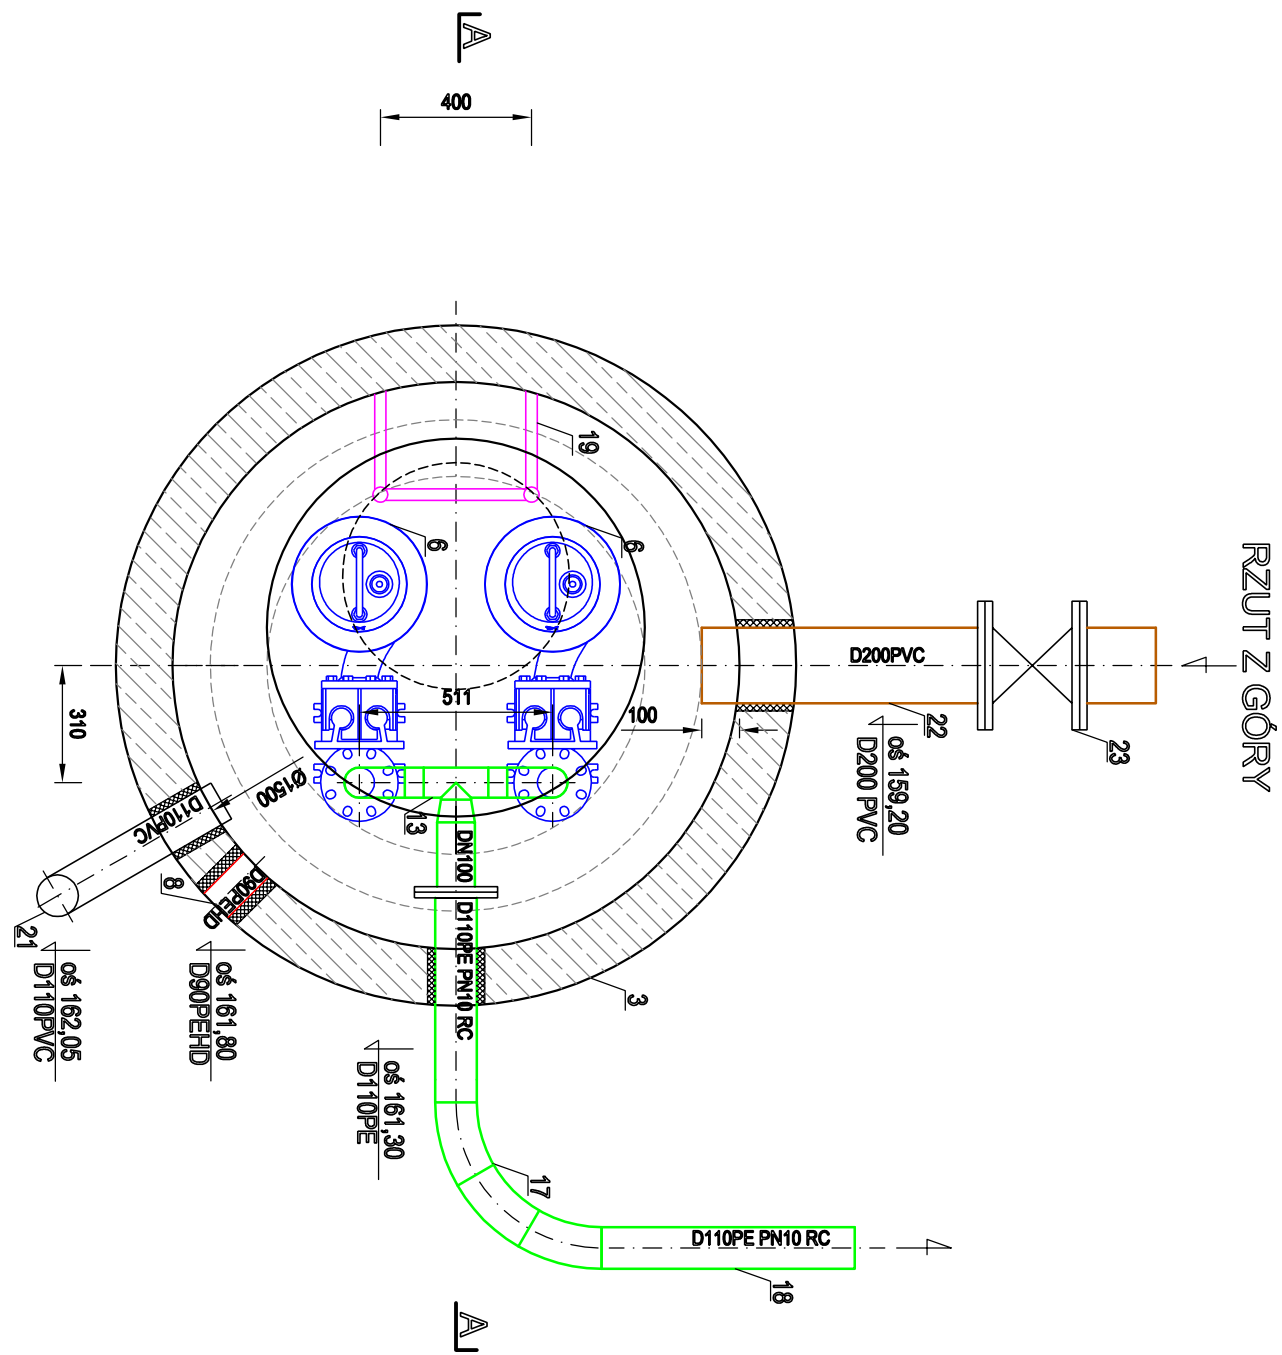 RZUT Z GÓRY
A
400
19
6
6
D200PVC
22
23
oś 159,20
D200 PVC
511
100
310
Ø1500
13
D110PVC
DN100
D90PEHD
8
21
D110PE PN10 RC
3
oś 162,05
D110PVC
oś 161,80
D90PEHD
oś 161,30
D110PE
17
D110PE PN10 RC
18
A